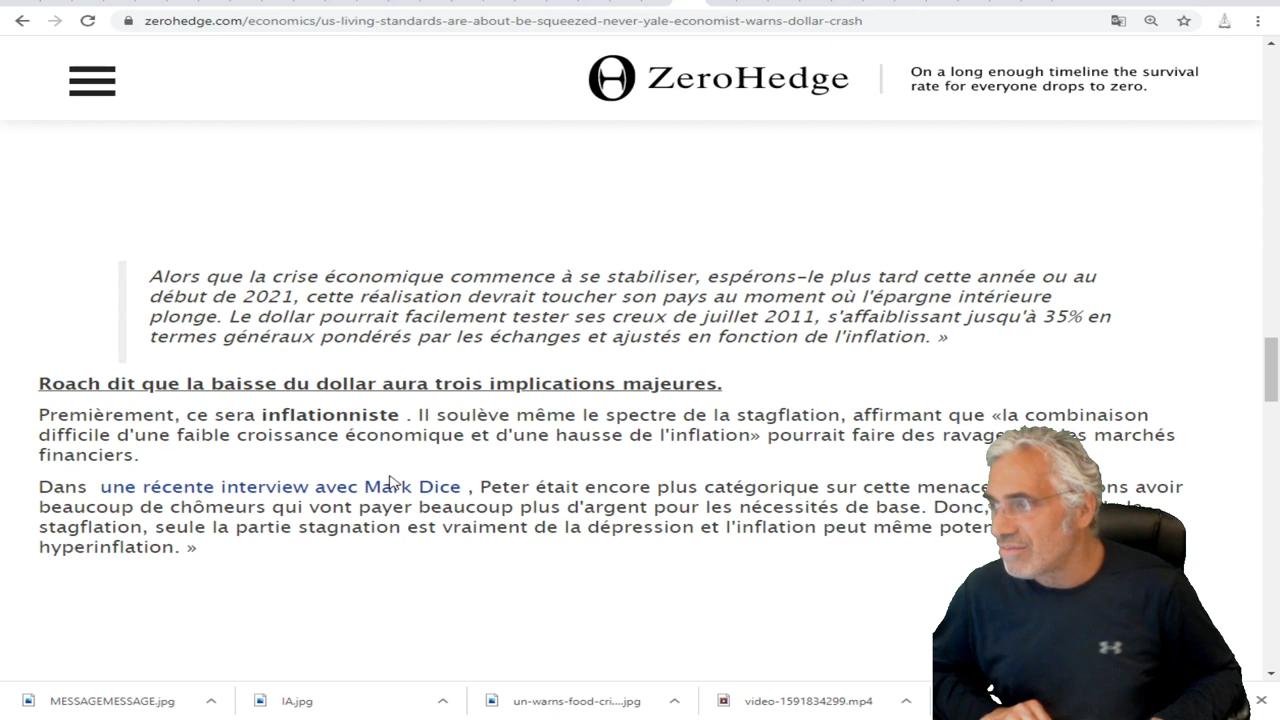 zerohedge.com/economics/us-living-standards-are-about-be-squeezed-never-yale-economist-warns-dollar-crash
ZeroHedge
On a long enough timeline the survival
rate for everyone drops to zero.
Alors que la crise économique commence à se stabiliser, espérons-le plus tard cette année ou au
début de 2021, cette réalisation devrait toucher son pays au moment où l'épargne intérieure
plonge. Le dollar pourrait facilement tester ses creux de juillet 2011, s'affaiblissant jusqu'à 35% en
termes généraux pondérés par les échanges et ajustés en fonction de l'inflation. »
Roach dit que la baisse du dollar aura trois implications majeures.
Premièrement, ce sera inflationniste . Il soulève même le spectre de la stagflation, affirmant que «la combinaison
difficile d'une faible croissance économique et d'une hausse de l'inflation» pourrait faire des marchés
financiers.
Dans une récente interview avec Mark Dice , Peter était encore plus catégorique sur cette avoir
beaucoup de chômeurs qui vont payer beaucoup plus d'argent pour les nécessités de base. Donc,
stagflation, seule la partie stagnation est vraiment de la dépression et l'inflation peut même
hyperinflation. »
MESSAGEMESSAGE.jpg
IA.jpg
un-warns-food-cri....jpg
video-1591834299.mp4